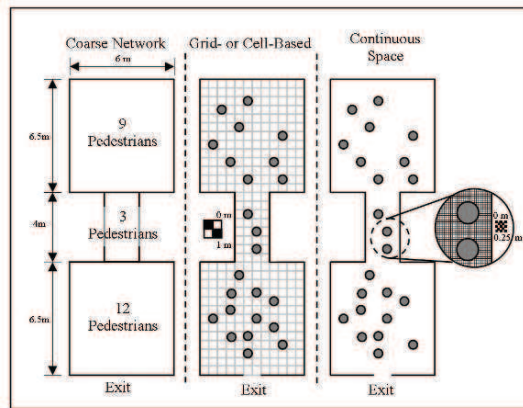 Coarse Network
Grid- or Cell-Based
Continuous
Space
6 m
6.5m
9
Pedestrians
4m
3
Pedestrians
0 m
1 m
0 m
0.25 m
6.5m
12
Pedestrians
Exit
Exit
Exit